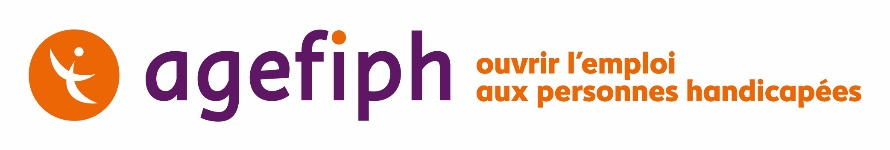 agefiph
ouvrir l'emploi
aux personnes handicapées